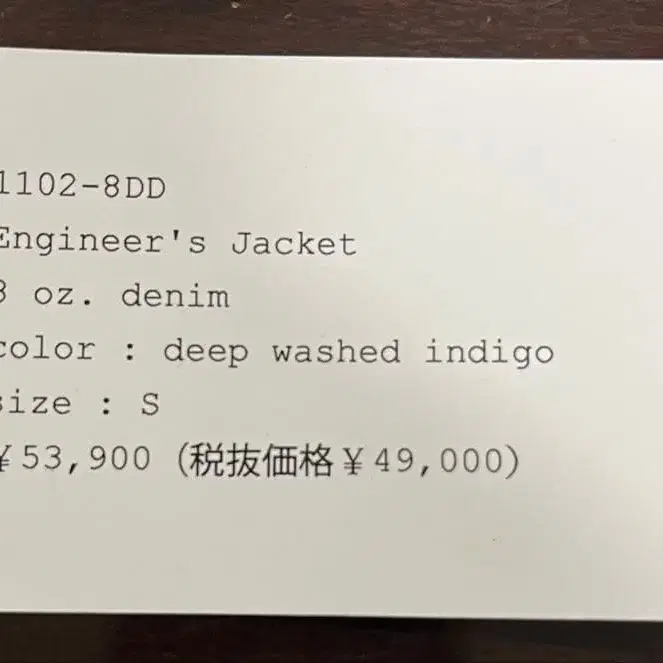 1102-8DD
Engineer's Jacket
8 oz. denim
color : deep washed indigo
size : S
¥53,900 (税抜価格¥49,000)